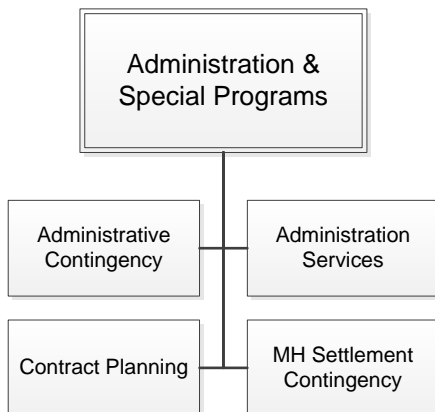 Administration &
Special Programs
Administrative
Contingency
Administration
Services
Contract Planning
MH Settlement
Contingency